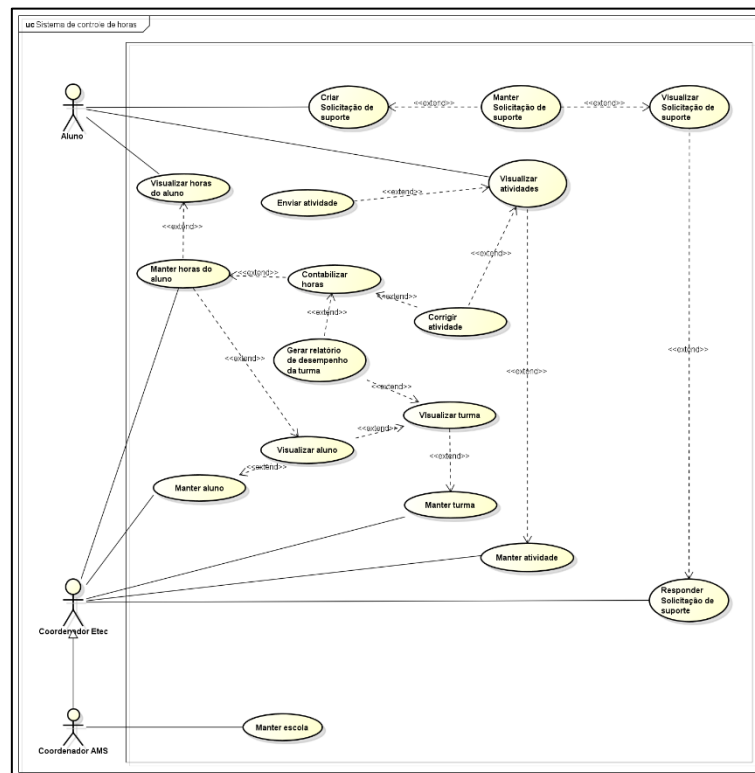 uc Sistema de controle de horas
Aluno
Criar
Solicitação de
suporte
<<extend>>
Manter
Solicitação de
suporte
<<extend>>
Visualizar
Solicitação de
suporte
Visualizar horas
do aluno
Enviar atividade
<<extend>>
Visualizar
atividades
<<extend>>
Manter horas do
aluno
<<extend>>
Contabilizar
horas
<<extend>>
<<extend>>
Corrigir
atividade
<<extend>>
Gerar relatório
de desempenho
da turma
<<extend>>
<<extend>>
<<extend>>
<<extend>>
<<extend>>
Visualizar turma
Visualizar aluno
<<extend>>
<<extend>>
<<extend>>
Manter aluno
Manter turma
Manter atividade
Coordenador Etec
Responder
Solicitação de
suporte
Coordenador AMS
Manter escola